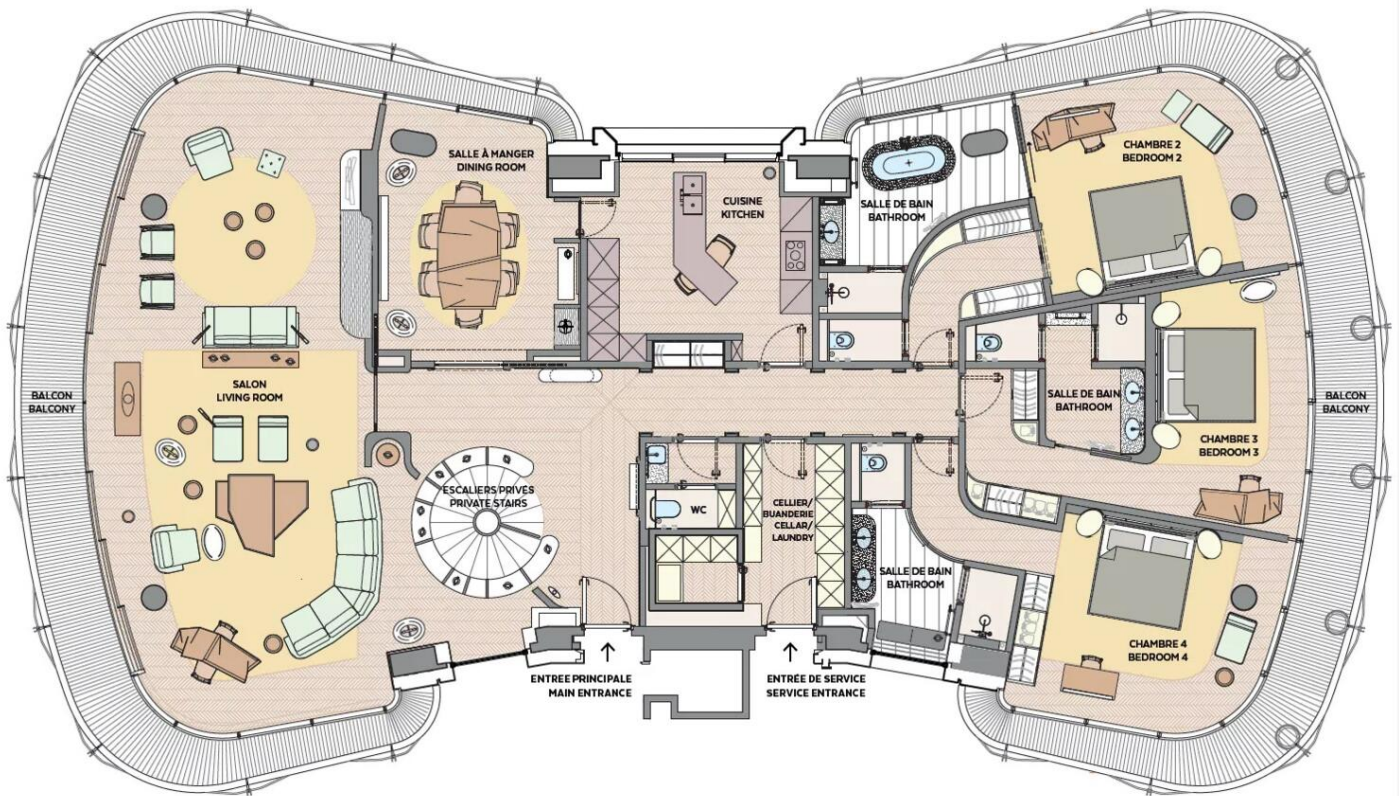 SALLE À MANGER
DINING ROOM
CUISINE
KITCHEN
SALLE DE BAIN
BATHROOM
CHAMBRE 2
BEDROOM 2
BALCON
BALCONY
SALON
LIVING ROOM
SALLE DE BAIN
BATHROOM
CHAMBRE 3
BEDROOM 3
BALCON
BALCONY
ESCALIERS PRIVÉS
PRIVATE STAIRS
WC
CELLIER/
BUANDERIE
CELLAR/
LAUNDRY
SALLE DE BAIN
BATHROOM
CHAMBRE 4
BEDROOM 4
ENTREE PRINCIPALE
MAIN ENTRANCE
ENTRÉE DE SERVICE
SERVICE ENTRANCE